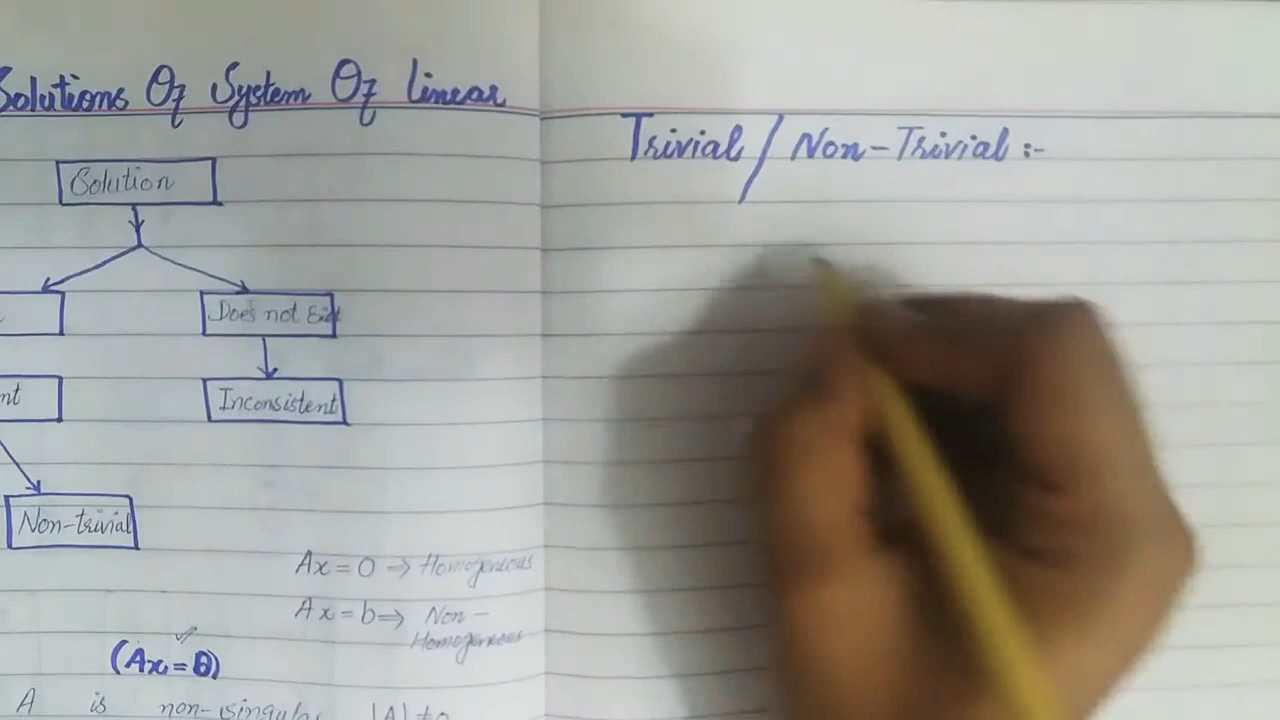 Solutions Of System Of Linear
Solution
Does not Exist
nt
Inconsistent
Non-trivial
Ax = 0 ⇒ Homogeneous
Ax = b ⇒ Non-
Homogeneous
(Ax = 0)
A is non-singular |A| ≠ 0
Trivial / Non-Trivial :-